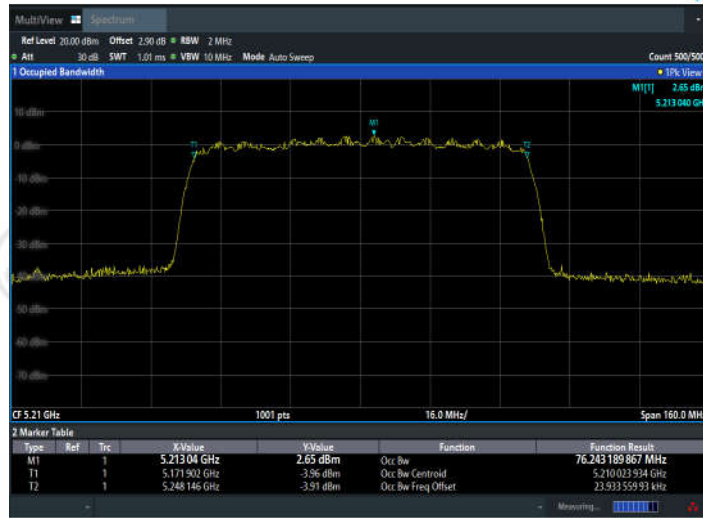 MultiView Spectrum
Ref Level 20.00 dBm Offset 2.90 dB RBW 2 MHz
Att 30 dB SWT 1.01 ms VBW 10 MHz Mode Auto Sweep Count 500/500
1 Occupied Bandwidth 1Pk View
M1[1] 2.65 dBm
5.213 040 GH
M1
10 dBm
T1 T2
0 dBm
-10 dBm
-20 dBm
-30 dBm
-50 dBm
-60 dBm
-70 dBm
CF 5.21 GHz 1001 pts 16.0 MHz/ Span 160.0 MH
2 Marker Table
Type Ref Trc X-Value Y-Value Function Function Result
M1 1 5.213 04 GHz 2.65 dBm Occ Bw 76.243 189 867 MHz
T1 1 5.171 902 GHz -3.96 dBm Occ Bw Centroid 5.210 023 934 GHz
T2 1 5.248 146 GHz -3.91 dBm Occ Bw Freq Offset 23.933 559 93 kHz
Measuring...